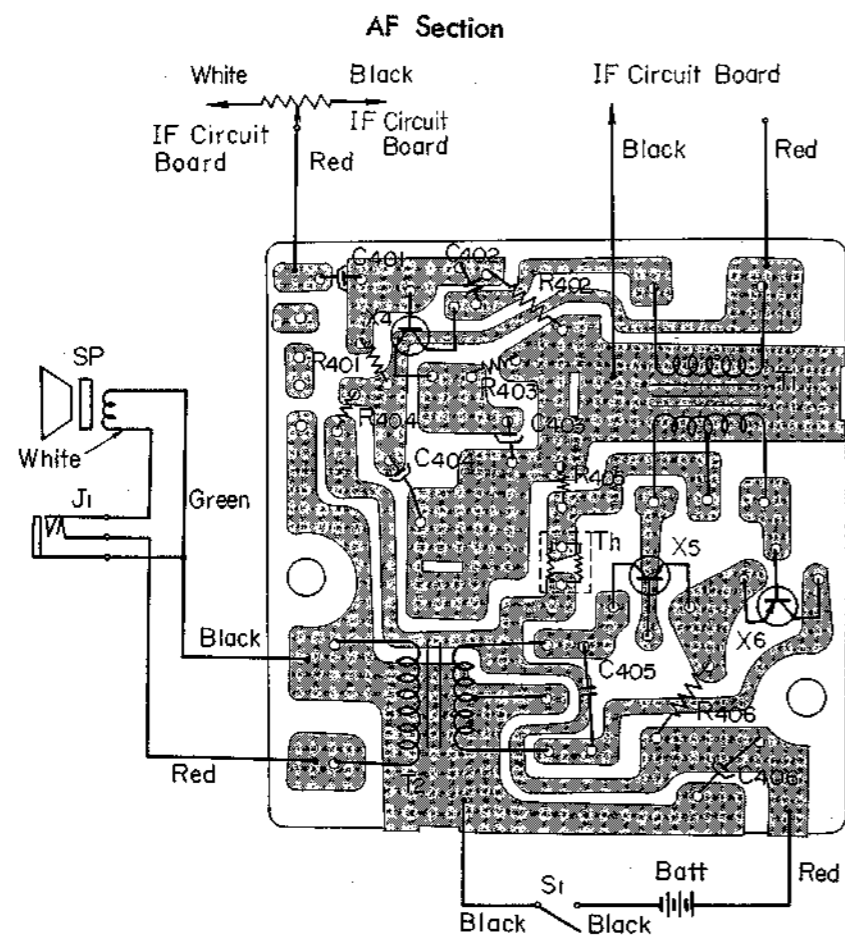 AF Section
White
Black
IF Circuit Board
IF Circuit
Board
IF Circuit
Board
Red
Black
Red
C401
C402
R402
X4
SP
R401
R403
T1
R404
C403
White
C404
R405
J1
Green
Th
X5
X6
Black
C405
R406
Red
T2
C406
S1
Batt
Red
Black
Black